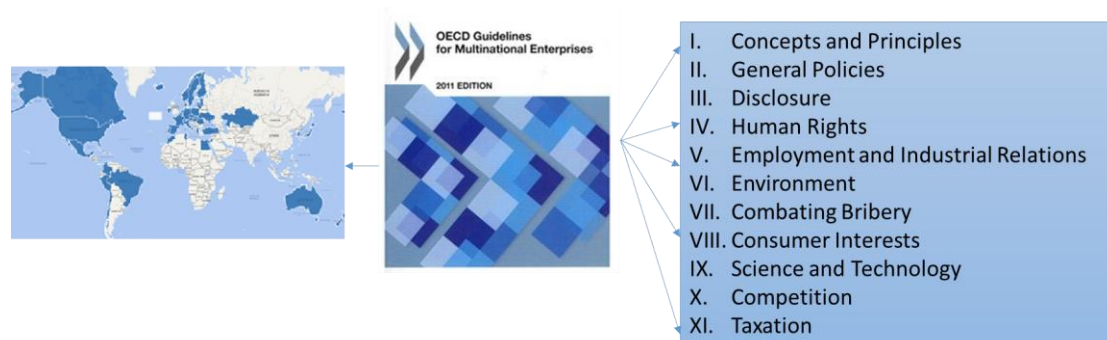 OECD Guidelines
for Multinational Enterprises
2011 EDITION
I. Concepts and Principles
II. General Policies
III. Disclosure
IV. Human Rights
V. Employment and Industrial Relations
VI. Environment
VII. Combating Bribery
VIII. Consumer Interests
IX. Science and Technology
X. Competition
XI. Taxation